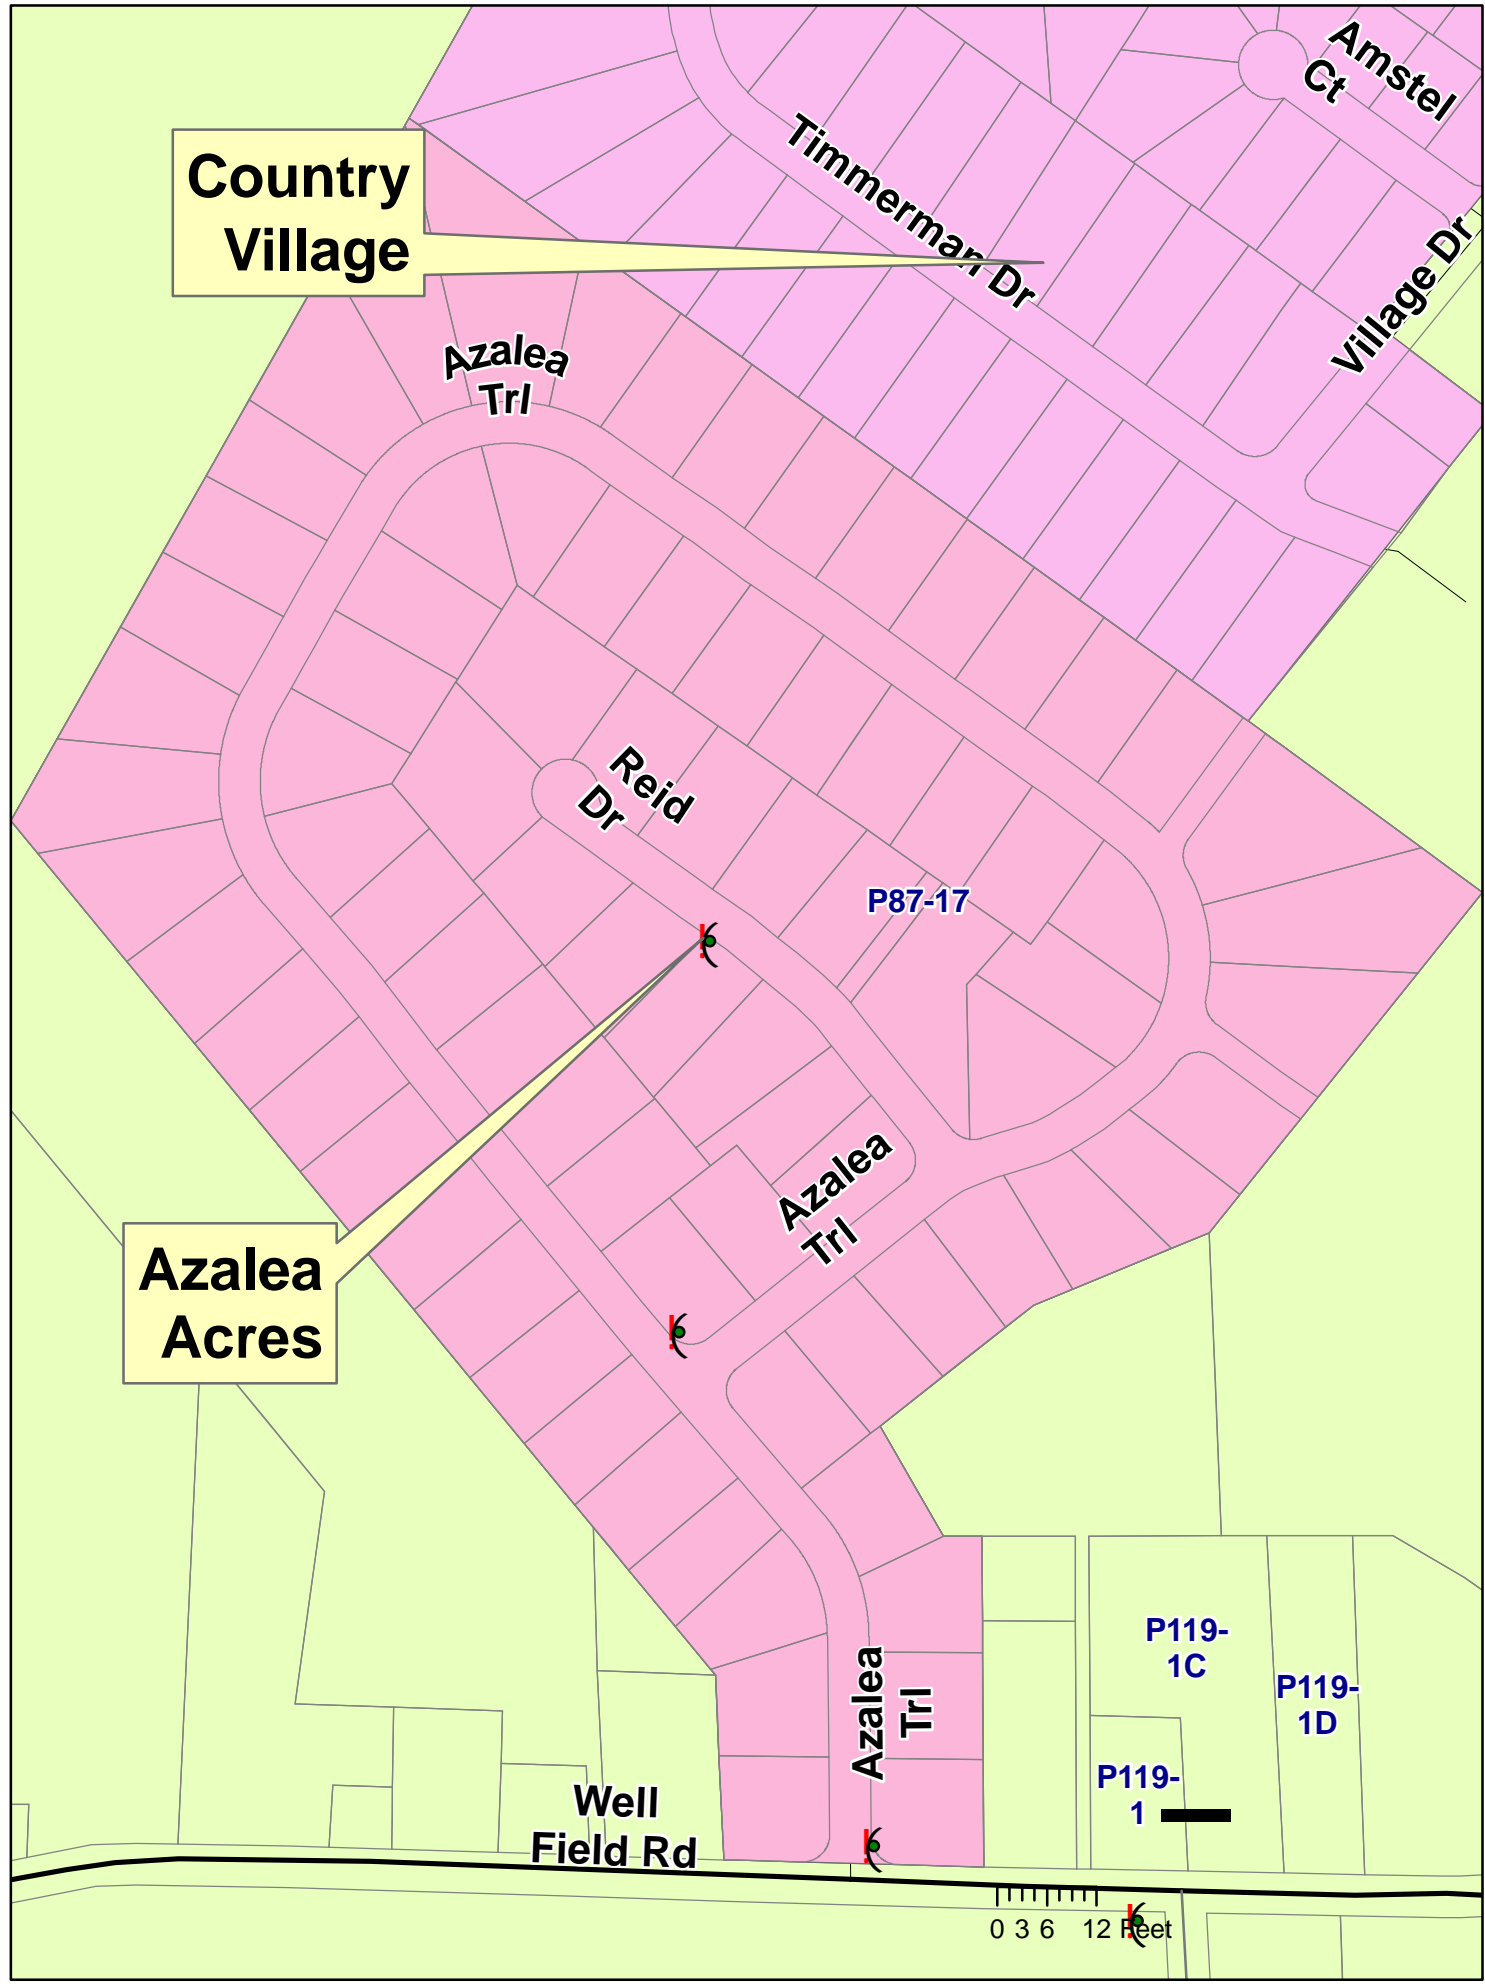 Amstel
Ct
Country
Village
Timmerman Dr
Village Dr
Azalea
Trl
Reid
Dr
P87-17
Azalea
Trl
Azalea
Acres
P119-
1C
P119-
1D
Azalea
Trl
P119-
1
Well
Field Rd
0 3 6 12 Feet